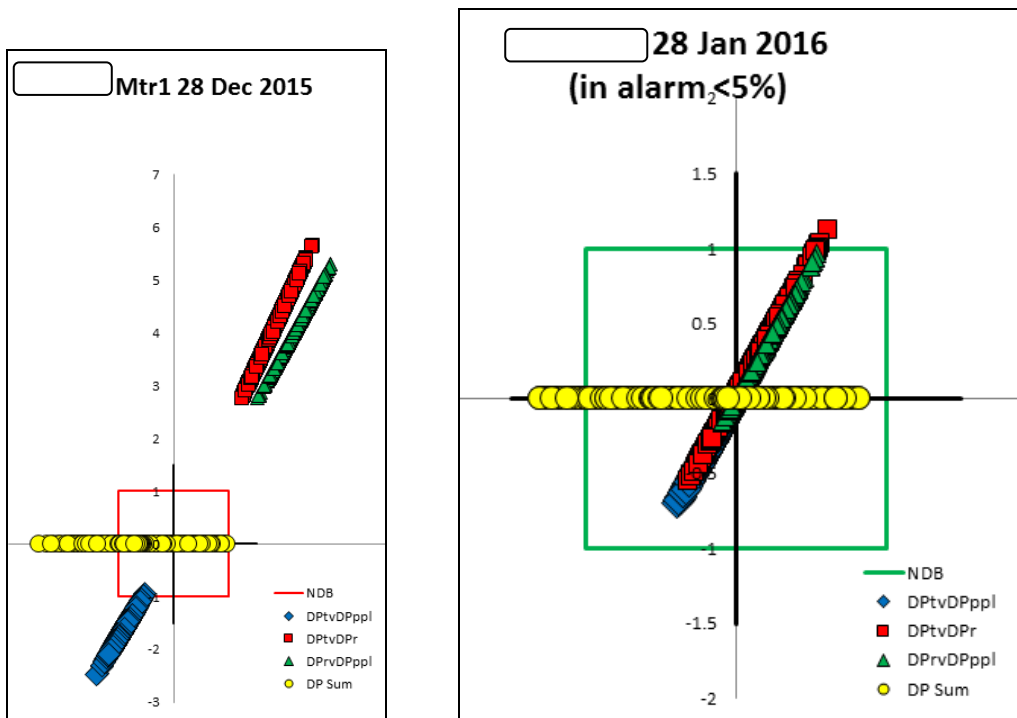 Mtr1 28 Dec 2015
7
6
5
4
3
2
1
0
-1
-2
-3
NDB
DPtvDPppl
DPtvDPr
DPrvDPppl
DP Sum
28 Jan 2016
(in alarm <5%)
2
1.5
1
0.5
-1
-1.5
-2
NDB
DPtvDPppl
DPtvDPr
DPrvDPppl
DP Sum